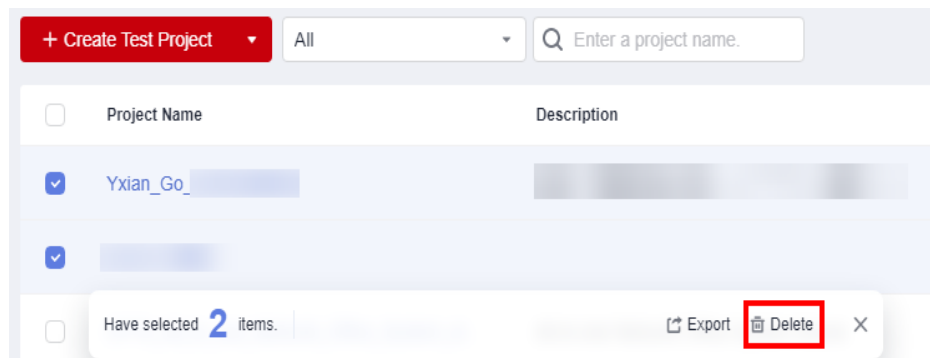 + Create Test Project All Enter a project name.
Project Name Description
Yxian_Go_
Have selected 2 items. Export Delete